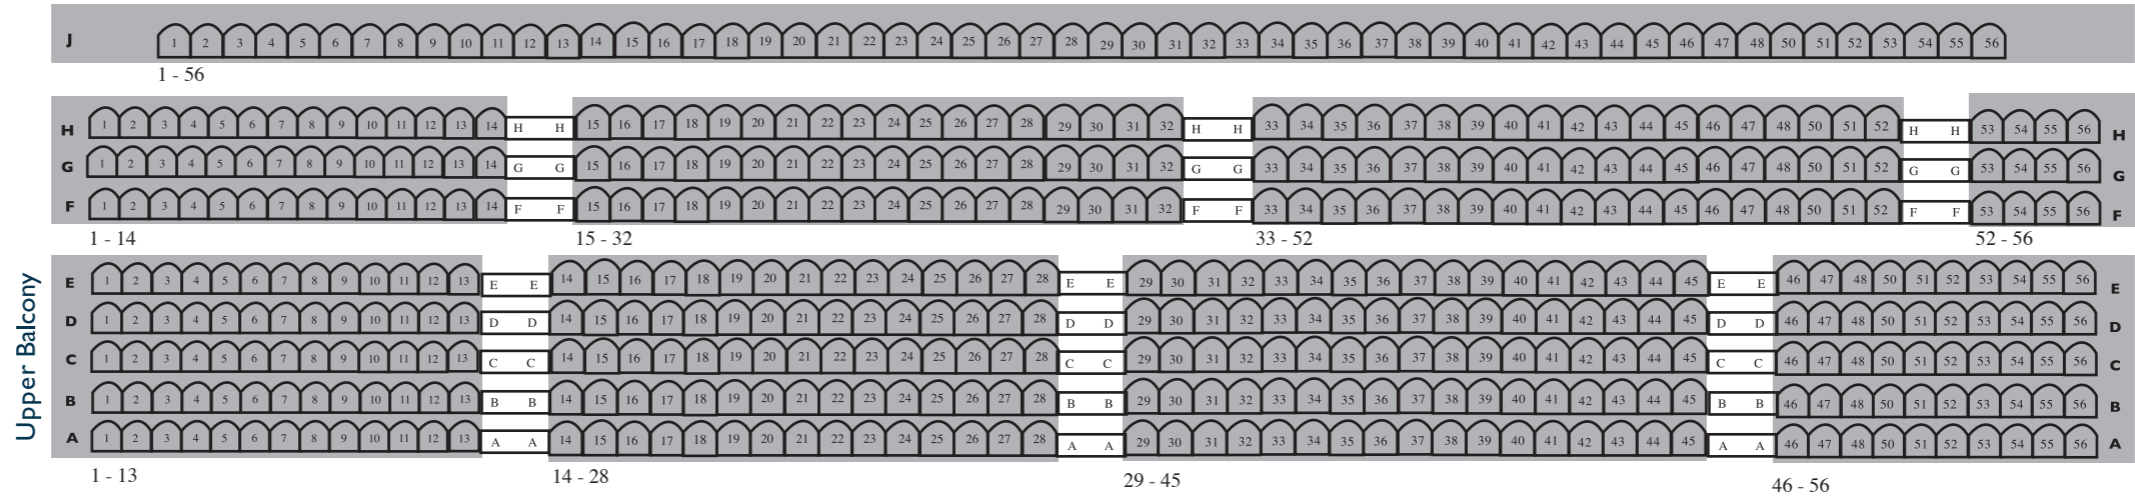 J 1 2 3 4 5 6 7 8 9 10 11 12 13 14 15 16 17 18 19 20 21 22 23 24 25 26 27 28 29 30 31 32 33 34 35 36 37 38 39 40 41 42 43 44 45 46 47 48 50 51 52 53 54 55 56
1 - 56
H 1 2 3 4 5 6 7 8 9 10 11 12 13 14 H H 15 16 17 18 19 20 21 22 23 24 25 26 27 28 29 30 31 32 H H 33 34 35 36 37 38 39 40 41 42 43 44 45 46 47 48 50 51 52 H H 53 54 55 56 H
G 1 2 3 4 5 6 7 8 9 10 11 12 13 14 G G 15 16 17 18 19 20 21 22 23 24 25 26 27 28 29 30 31 32 G G 33 34 35 36 37 38 39 40 41 42 43 44 45 46 47 48 50 51 52 G G 53 54 55 56 G
F 1 2 3 4 5 6 7 8 9 10 11 12 13 14 F F 15 16 17 18 19 20 21 22 23 24 25 26 27 28 29 30 31 32 F F 33 34 35 36 37 38 39 40 41 42 43 44 45 46 47 48 50 51 52 F F 53 54 55 56 F
1 - 14 15 - 32 33 - 52 52 - 56
Upper Balcony
E 1 2 3 4 5 6 7 8 9 10 11 12 13 E E 14 15 16 17 18 19 20 21 22 23 24 25 26 27 28 E E 29 30 31 32 33 34 35 36 37 38 39 40 41 42 43 44 45 E E 46 47 48 50 51 52 53 54 55 56 E
D 1 2 3 4 5 6 7 8 9 10 11 12 13 D D 14 15 16 17 18 19 20 21 22 23 24 25 26 27 28 D D 29 30 31 32 33 34 35 36 37 38 39 40 41 42 43 44 45 D D 46 47 48 50 51 52 53 54 55 56 D
C 1 2 3 4 5 6 7 8 9 10 11 12 13 C C 14 15 16 17 18 19 20 21 22 23 24 25 26 27 28 C C 29 30 31 32 33 34 35 36 37 38 39 40 41 42 43 44 45 C C 46 47 48 50 51 52 53 54 55 56 C
B 1 2 3 4 5 6 7 8 9 10 11 12 13 B B 14 15 16 17 18 19 20 21 22 23 24 25 26 27 28 B B 29 30 31 32 33 34 35 36 37 38 39 40 41 42 43 44 45 B B 46 47 48 50 51 52 53 54 55 56 B
A 1 2 3 4 5 6 7 8 9 10 11 12 13 A A 14 15 16 17 18 19 20 21 22 23 24 25 26 27 28 A A 29 30 31 32 33 34 35 36 37 38 39 40 41 42 43 44 45 A A 46 47 48 50 51 52 53 54 55 56 A
1 - 13 14 - 28 29 - 45 46 - 56